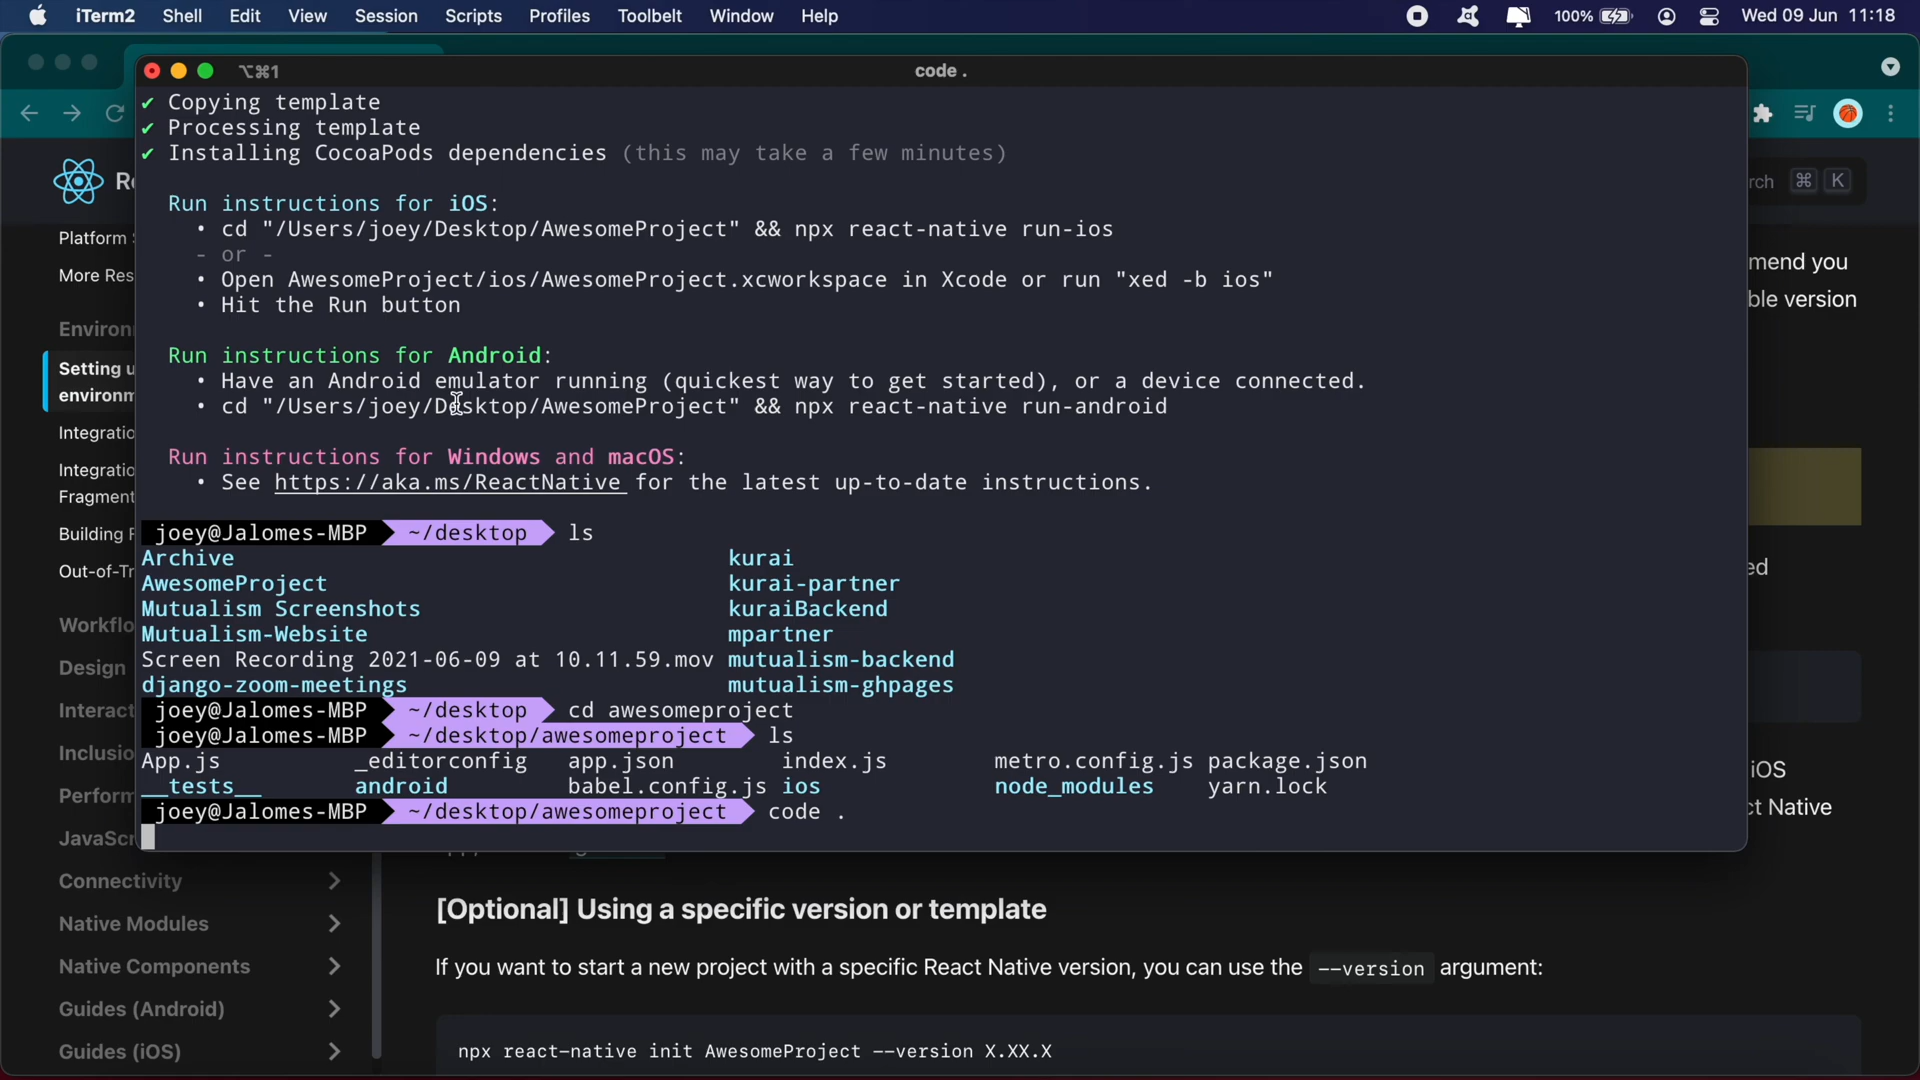 iTerm2 Shell Edit View Session Scripts Profiles Toolbelt Window Help 100% Wed 09 Jun 11:18
⌥⌘1 code .
✔ Copying template
✔ Processing template
✔ Installing CocoaPods dependencies (this may take a few minutes)
Run instructions for iOS:
• cd "/Users/joey/Desktop/AwesomeProject" && npx react-native run-ios
- or -
• Open AwesomeProject/ios/AwesomeProject.xcworkspace in Xcode or run "xed -b ios"
• Hit the Run button
Run instructions for Android:
• Have an Android emulator running (quickest way to get started), or a device connected.
• cd "/Users/joey/Desktop/AwesomeProject" && npx react-native run-android
Run instructions for Windows and macOS:
• See https://aka.ms/ReactNative for the latest up-to-date instructions.
joey@Jalomes-MBP ~/desktop ls
Archive kurai
AwesomeProject kurai-partner
Mutualism Screenshots kuraiBackend
Mutualism-Website mpartner
Screen Recording 2021-06-09 at 10.11.59.mov mutualism-backend
django-zoom-meetings mutualism-ghpages
joey@Jalomes-MBP ~/desktop cd awesomeproject
joey@Jalomes-MBP ~/desktop/awesomeproject ls
App.js _editorconfig app.json index.js metro.config.js package.json
__tests__ android babel.config.js ios node_modules yarn.lock
joey@Jalomes-MBP ~/desktop/awesomeproject code .
Re
Platform
More Res
Environ
Setting u
environm
Integratio
Integratio
Fragment
Building F
Out-of-Tr
Workflo
Design
Interact
Inclusio
Perform
JavaScr
Connectivity
Native Modules
Native Components
Guides (Android)
Guides (iOS)
rch ⌘ K
mend you
ble version
ed
iOS
ct Native
[Optional] Using a specific version or template
If you want to start a new project with a specific React Native version, you can use the --version argument:
npx react-native init AwesomeProject --version X.XX.X